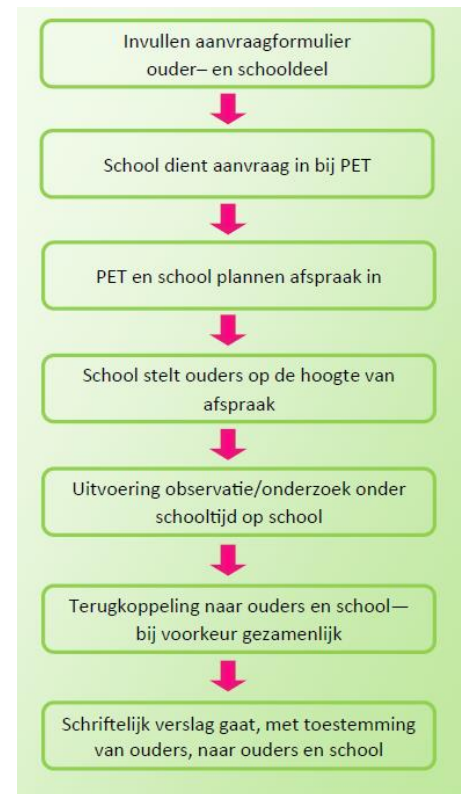 Invullen aanvraagformulier
ouder– en schooldeel
School dient aanvraag in bij PET
PET en school plannen afspraak in
School stelt ouders op de hoogte van
afspraak
Uitvoering observatie/onderzoek onder
schooltijd op school
Terugkoppeling naar ouders en school—
bij voorkeur gezamenlijk
Schriftelijk verslag gaat, met toestemming
van ouders, naar ouders en school